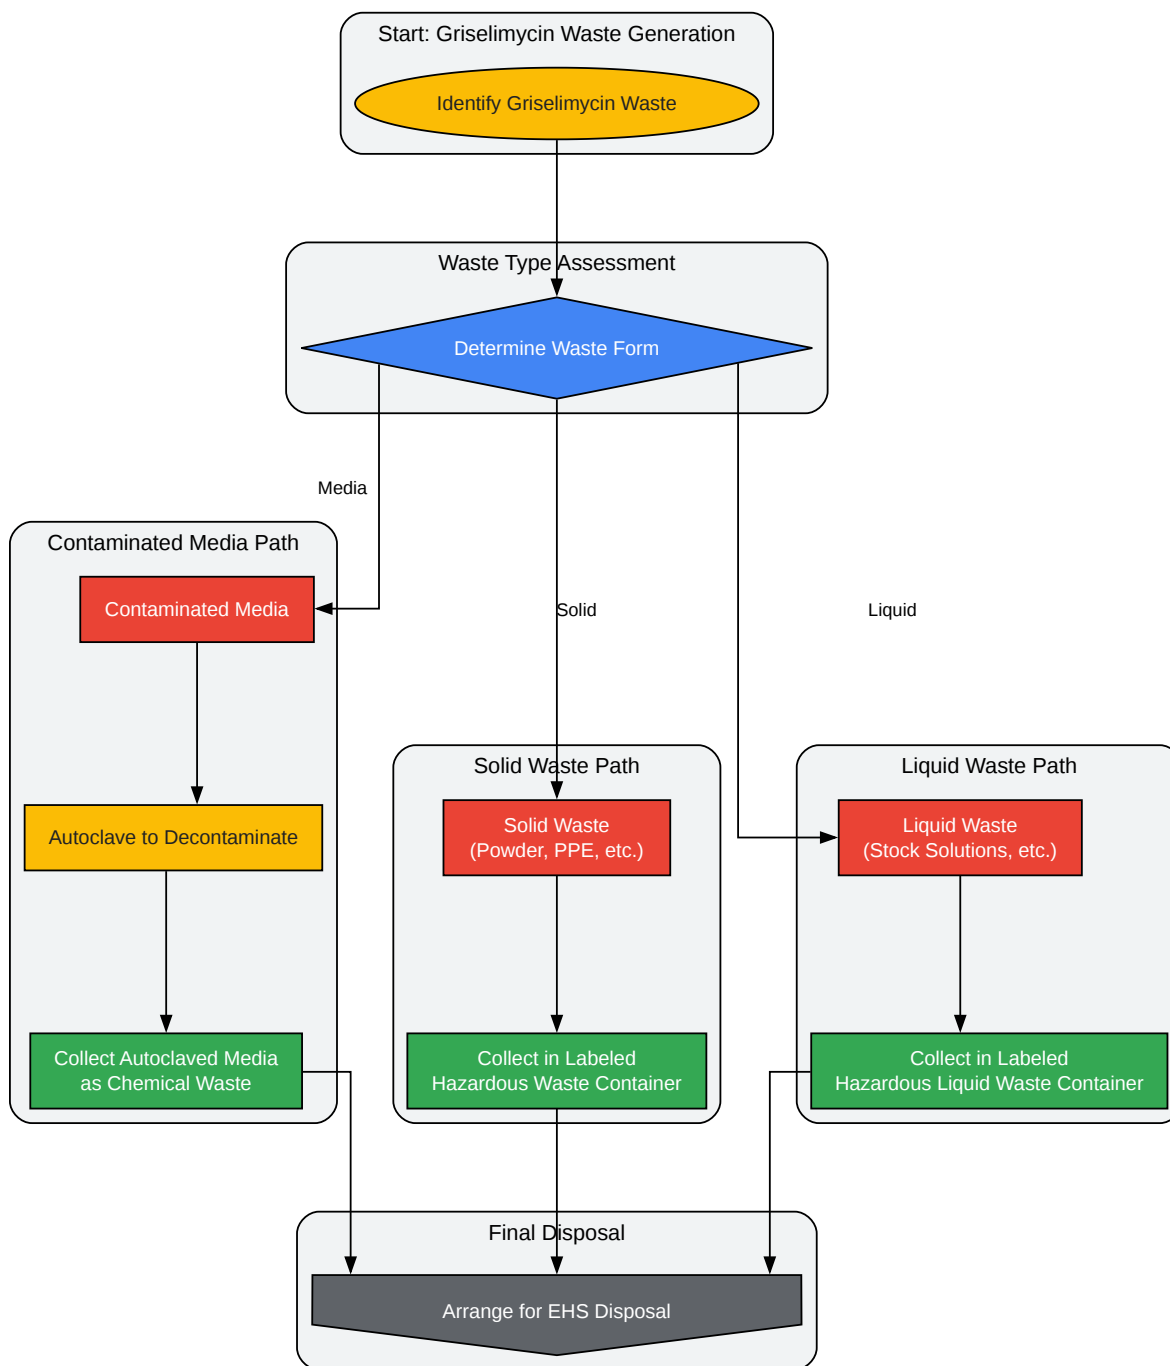 Start: Griselimycin Waste Generation
Identify Griselimycin Waste
Waste Type Assessment
Determine Waste Form
Media
Solid
Liquid
Contaminated Media Path
Contaminated Media
Autoclave to Decontaminate
Collect Autoclaved Media
as Chemical Waste
Solid Waste Path
Solid Waste
(Powder, PPE, etc.)
Collect in Labeled
Hazardous Waste Container
Liquid Waste Path
Liquid Waste
(Stock Solutions, etc.)
Collect in Labeled
Hazardous Liquid Waste Container
Final Disposal
Arrange for EHS Disposal